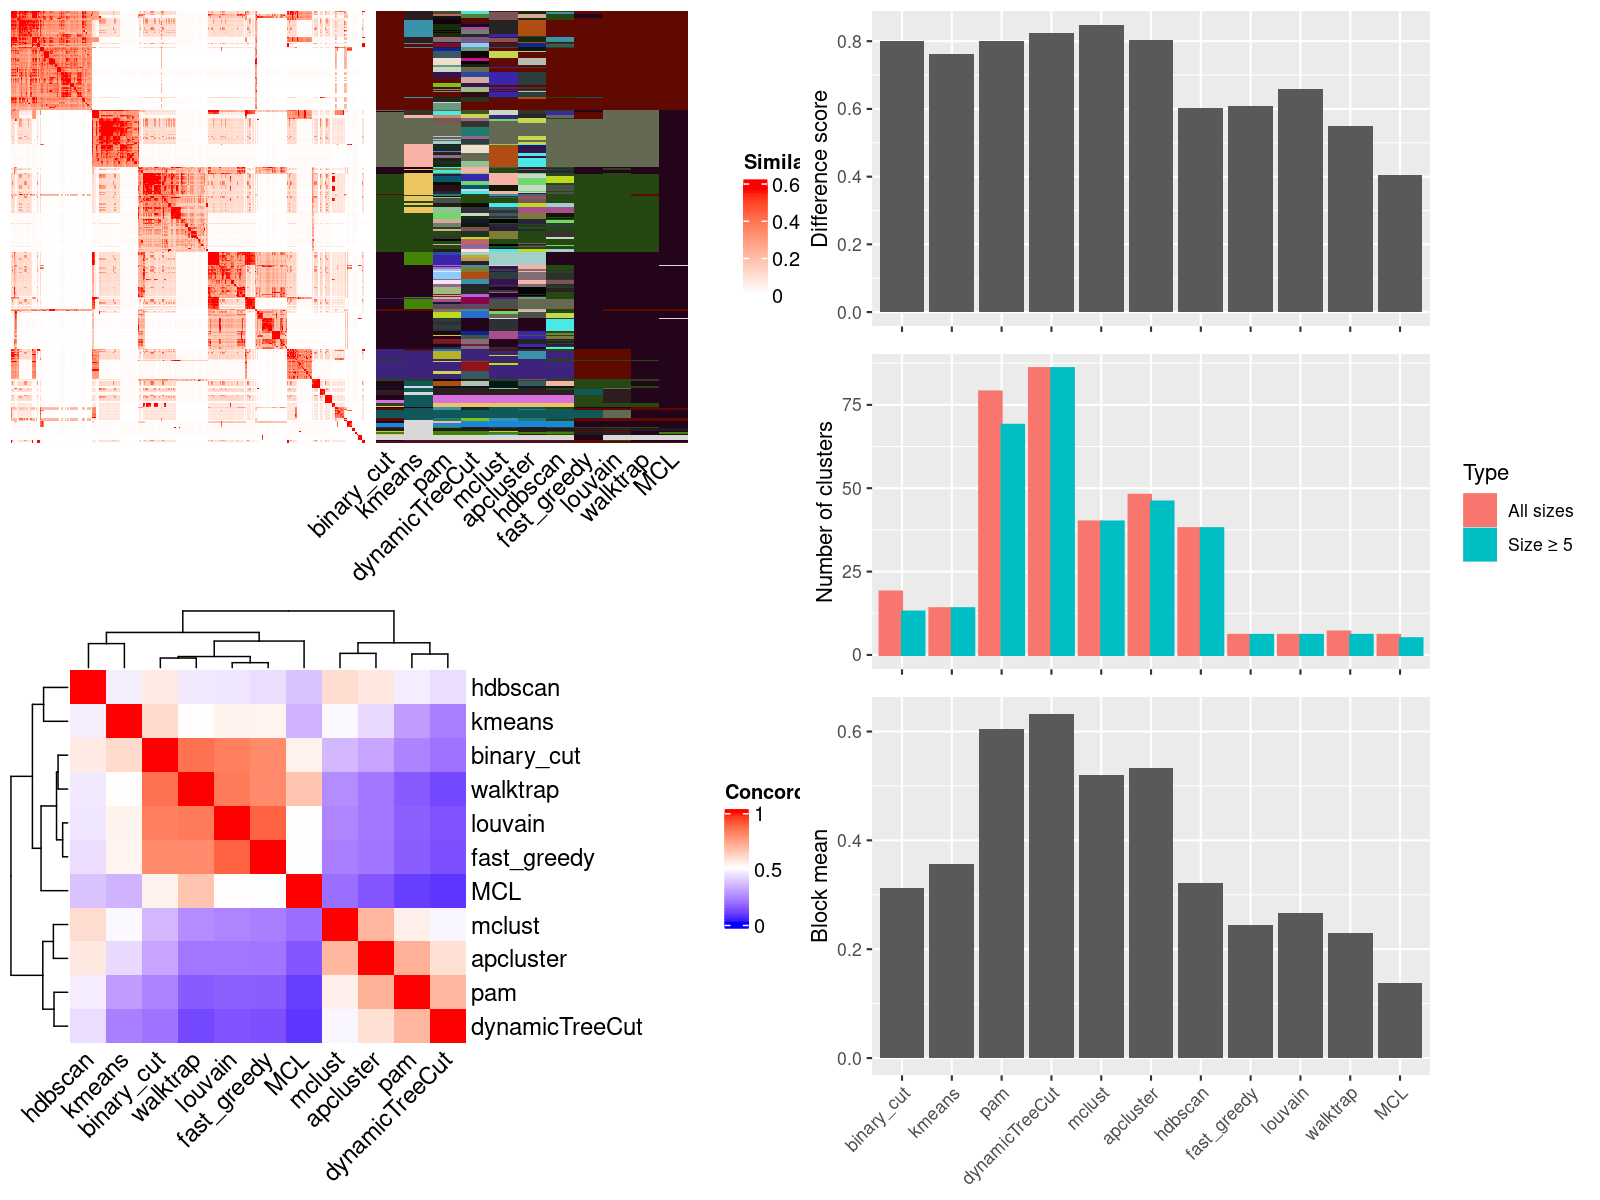 Simila
0.6
0.4
0.2
0
binary_cut
kmeans
pam
dynamicTreeCut
mclust
apcluster
hdbscan
fast_greedy
louvain
walktrap
MCL
hdbscan
kmeans
binary_cut
walktrap
louvain
fast_greedy
MCL
mclust
apcluster
pam
dynamicTreeCut
hdbscan
kmeans
binary_cut
walktrap
louvain
fast_greedy
MCL
mclust
apcluster
pam
dynamicTreeCut
Concord
1
0.5
0
Difference score
0.8
0.6
0.4
0.2
0.0
Number of clusters
75
50
25
0
Type
All sizes
Size ≥ 5
Block mean
0.6
0.4
0.2
0.0
binary_cut
kmeans
pam
dynamicTreeCut
mclust
apcluster
hdbscan
fast_greedy
louvain
walktrap
MCL